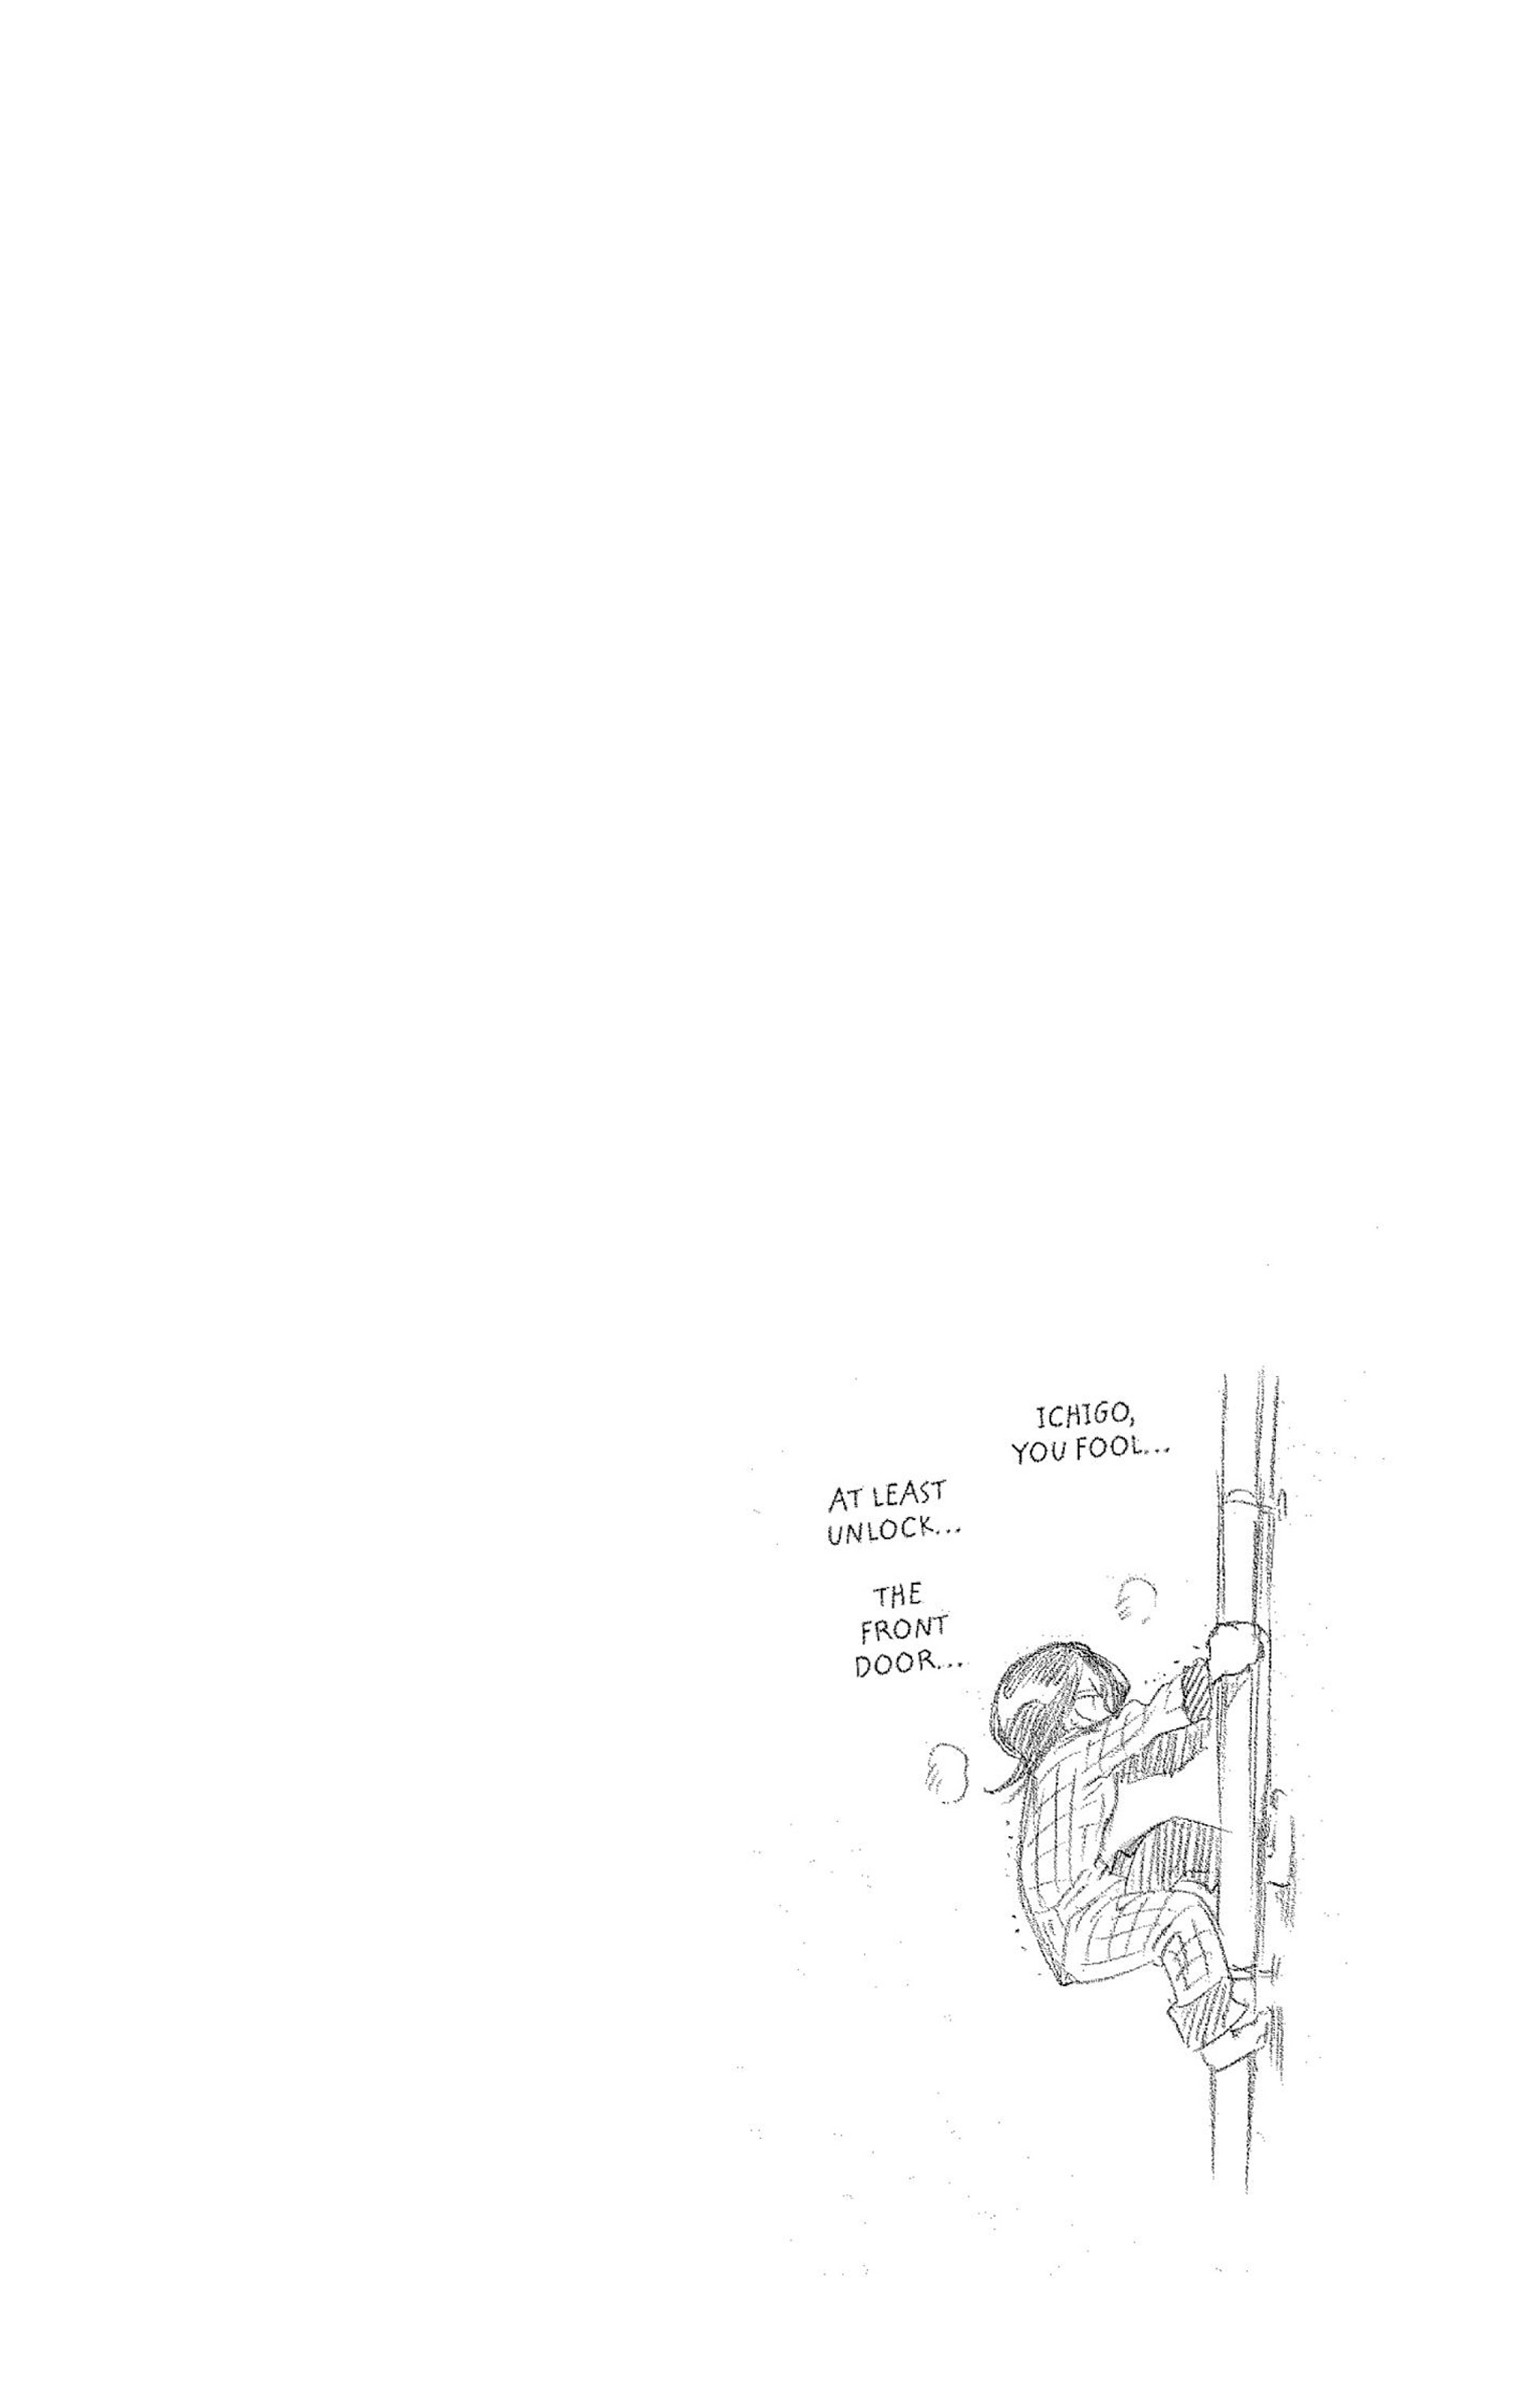 ICHIGO,
YOU FOOL...
AT LEAST
UNLOCK...
THE
FRONT
DOOR...